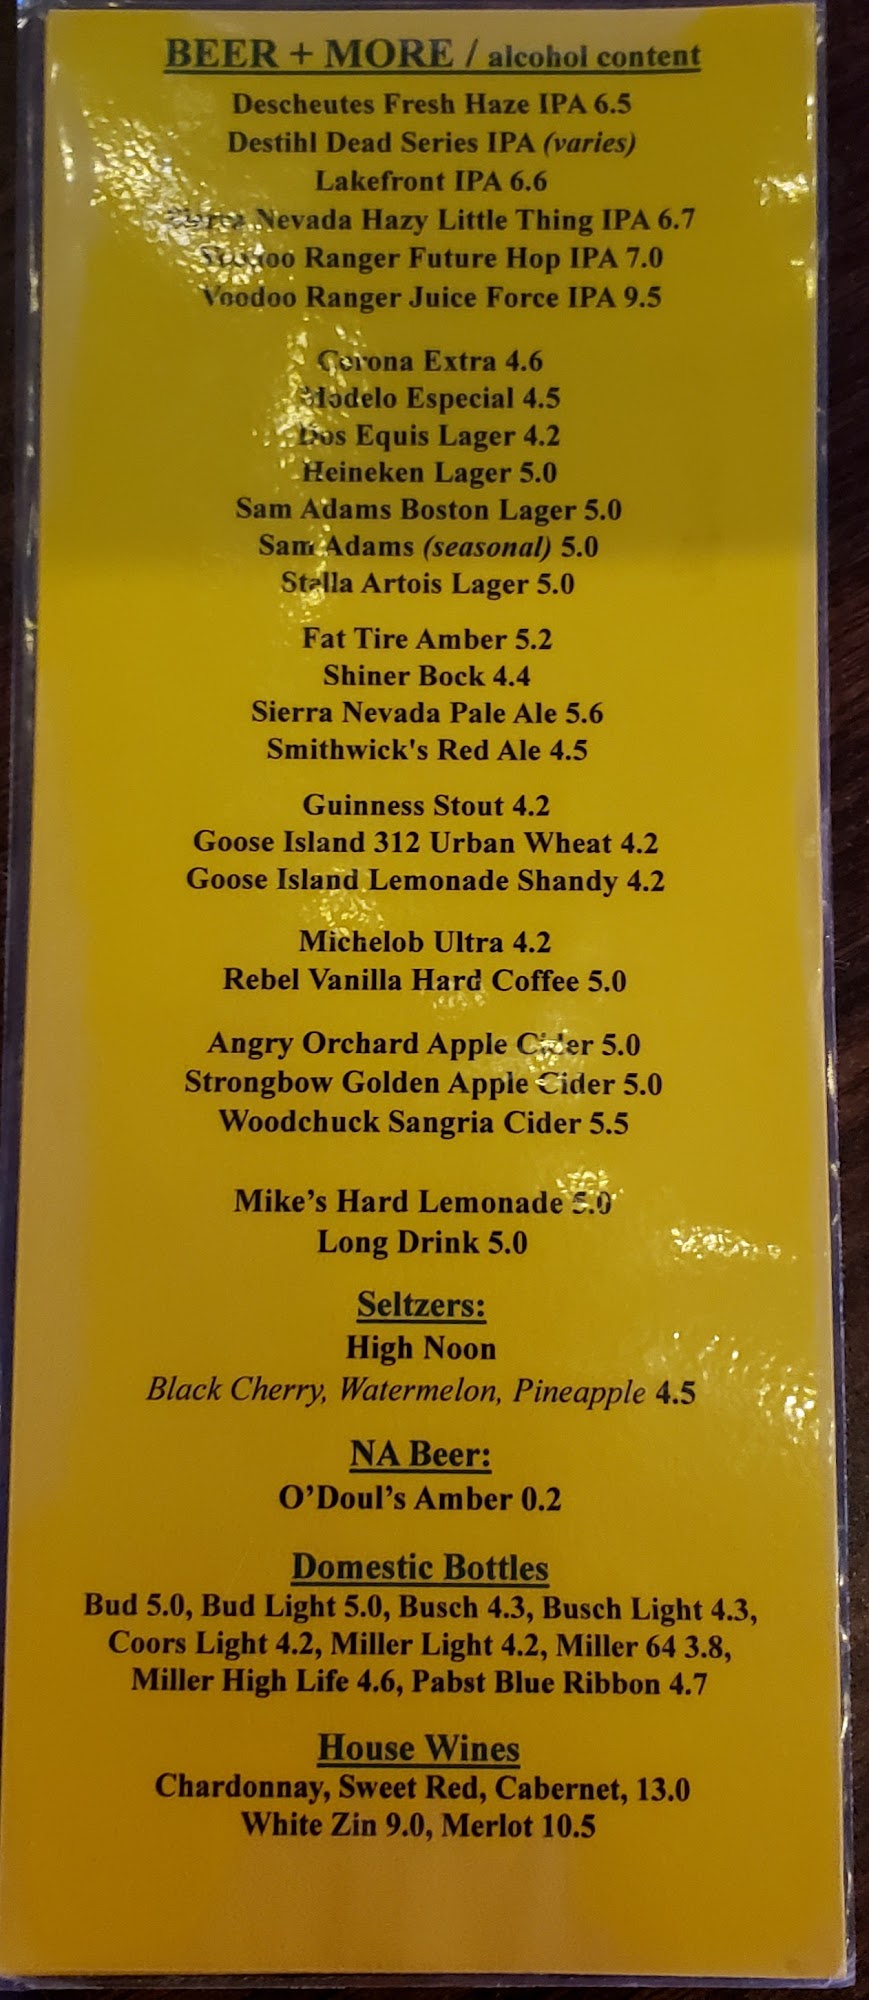 BEER + MORE / alcohol content
Descheutes Fresh Haze IPA 6.5
Destihl Dead Series IPA (varies)
Lakefront IPA 6.6
Sierra Nevada Hazy Little Thing IPA 6.7
Voodoo Ranger Future Hop IPA 7.0
Voodoo Ranger Juice Force IPA 9.5
Corona Extra 4.6
Modelo Especial 4.5
Dos Equis Lager 4.2
Heineken Lager 5.0
Sam Adams Boston Lager 5.0
Sam Adams (seasonal) 5.0
Stella Artois Lager 5.0
Fat Tire Amber 5.2
Shiner Bock 4.4
Sierra Nevada Pale Ale 5.6
Smithwick's Red Ale 4.5
Guinness Stout 4.2
Goose Island 312 Urban Wheat 4.2
Goose Island Lemonade Shandy 4.2
Michelob Ultra 4.2
Rebel Vanilla Hard Coffee 5.0
Angry Orchard Apple Cider 5.0
Strongbow Golden Apple Cider 5.0
Woodchuck Sangria Cider 5.5
Mike’s Hard Lemonade 5.0
Long Drink 5.0
Seltzers:
High Noon
Black Cherry, Watermelon, Pineapple 4.5
NA Beer:
O’Doul’s Amber 0.2
Domestic Bottles
Bud 5.0, Bud Light 5.0, Busch 4.3, Busch Light 4.3,
Coors Light 4.2, Miller Light 4.2, Miller 64 3.8,
Miller High Life 4.6, Pabst Blue Ribbon 4.7
House Wines
Chardonnay, Sweet Red, Cabernet, 13.0
White Zin 9.0, Merlot 10.5